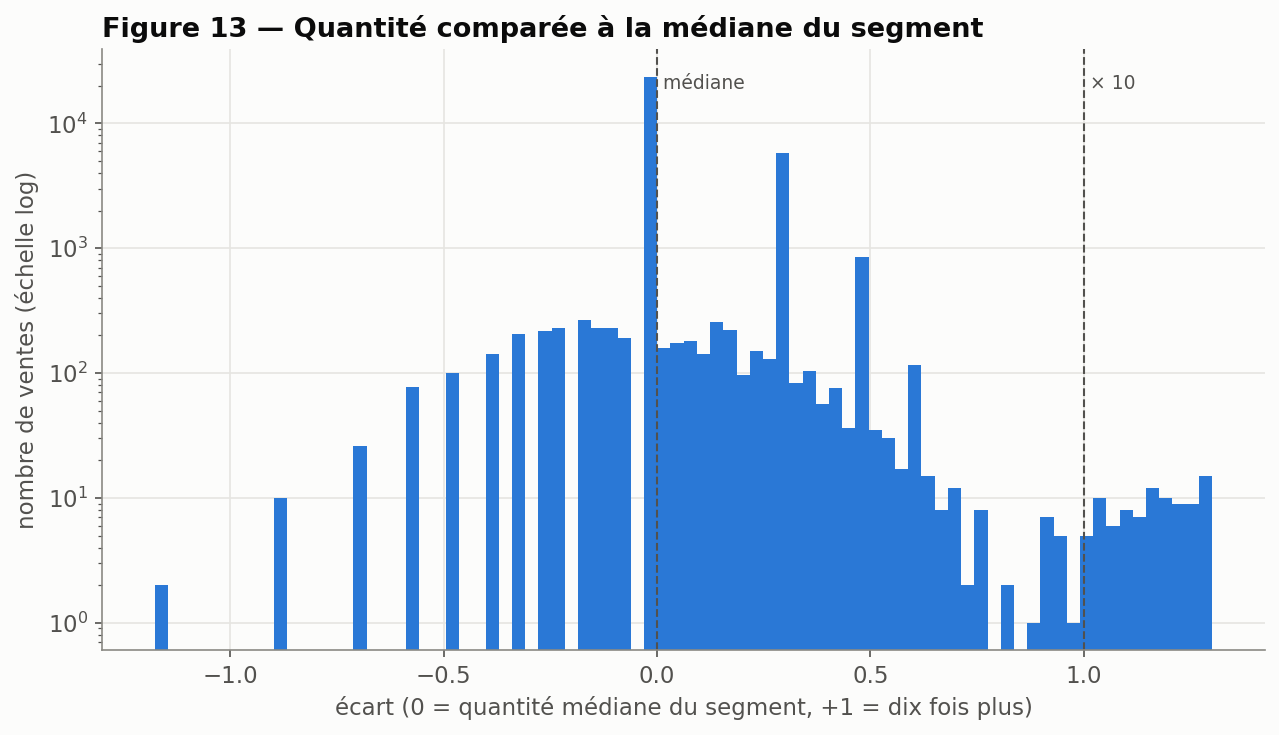 Figure 13 — Quantité comparée à la médiane du segment
médiane
× 10
nombre de ventes (échelle log)
10⁴
10³
10²
10¹
10⁰
−1.0 −0.5 0.0 0.5 1.0
écart (0 = quantité médiane du segment, +1 = dix fois plus)